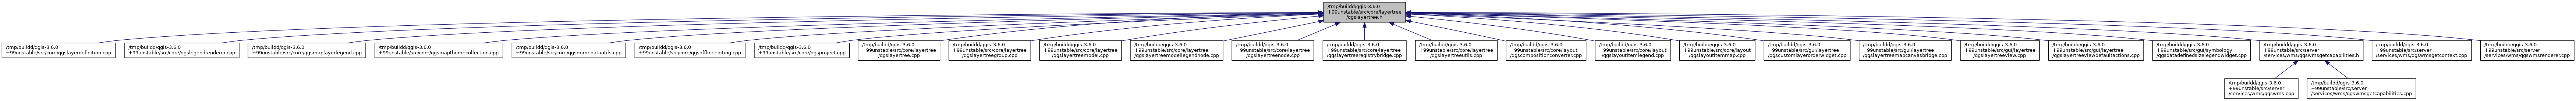 /tmp/buildd/qgis-3.6.0
+99unstable/src/core/layertree
/qgslayertree.h
/tmp/buildd/qgis-3.6.0
+99unstable/src/core/qgslayerdefinition.cpp
/tmp/buildd/qgis-3.6.0
+99unstable/src/core/qgslegendrenderer.cpp
/tmp/buildd/qgis-3.6.0
+99unstable/src/core/qgsmaplayerlegend.cpp
/tmp/buildd/qgis-3.6.0
+99unstable/src/core/qgsmapthemecollection.cpp
/tmp/buildd/qgis-3.6.0
+99unstable/src/core/qgsmimedatautils.cpp
/tmp/buildd/qgis-3.6.0
+99unstable/src/core/qgsofflineediting.cpp
/tmp/buildd/qgis-3.6.0
+99unstable/src/core/qgsproject.cpp
/tmp/buildd/qgis-3.6.0
+99unstable/src/core/layertree
/qgslayertree.cpp
/tmp/buildd/qgis-3.6.0
+99unstable/src/core/layertree
/qgslayertreegroup.cpp
/tmp/buildd/qgis-3.6.0
+99unstable/src/core/layertree
/qgslayertreemodel.cpp
/tmp/buildd/qgis-3.6.0
+99unstable/src/core/layertree
/qgslayertreemodellegendnode.cpp
/tmp/buildd/qgis-3.6.0
+99unstable/src/core/layertree
/qgslayertreenode.cpp
/tmp/buildd/qgis-3.6.0
+99unstable/src/core/layertree
/qgslayertreeregistrybridge.cpp
/tmp/buildd/qgis-3.6.0
+99unstable/src/core/layertree
/qgslayertreeutils.cpp
/tmp/buildd/qgis-3.6.0
+99unstable/src/core/layout
/qgscompositionconverter.cpp
/tmp/buildd/qgis-3.6.0
+99unstable/src/core/layout
/qgslayoutitemlegend.cpp
/tmp/buildd/qgis-3.6.0
+99unstable/src/core/layout
/qgslayoutitemmap.cpp
/tmp/buildd/qgis-3.6.0
+99unstable/src/gui/layertree
/qgscustomlayerorderwidget.cpp
/tmp/buildd/qgis-3.6.0
+99unstable/src/gui/layertree
/qgslayertreemapcanvasbridge.cpp
/tmp/buildd/qgis-3.6.0
+99unstable/src/gui/layertree
/qgslayertreeview.cpp
/tmp/buildd/qgis-3.6.0
+99unstable/src/gui/layertree
/qgslayertreeviewdefaultactions.cpp
/tmp/buildd/qgis-3.6.0
+99unstable/src/gui/symbology
/qgsdatadefinedsizelegendwidget.cpp
/tmp/buildd/qgis-3.6.0
+99unstable/src/server
/services/wms/qgswmsgetcapabilities.h
/tmp/buildd/qgis-3.6.0
+99unstable/src/server
/services/wms/qgswmsgetcontext.cpp
/tmp/buildd/qgis-3.6.0
+99unstable/src/server
/services/wms/qgswmsrenderer.cpp
/tmp/buildd/qgis-3.6.0
+99unstable/src/server
/services/wms/qgswms.cpp
/tmp/buildd/qgis-3.6.0
+99unstable/src/server
/services/wms/qgswmsgetcapabilities.cpp